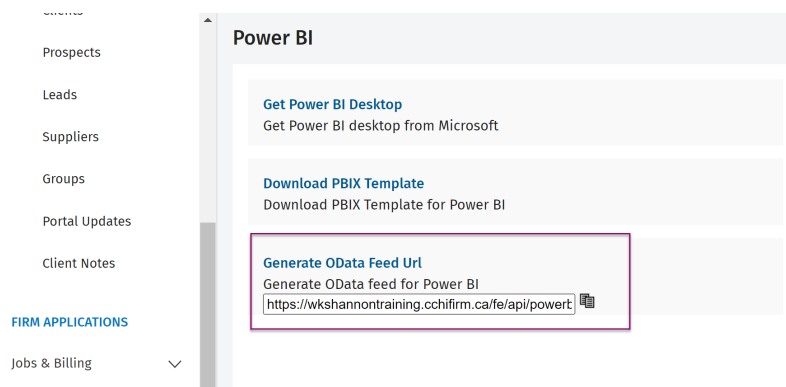 Clients
Prospects
Leads
Suppliers
Groups
Portal Updates
Client Notes
FIRM APPLICATIONS
Jobs & Billing
Power BI
Get Power BI Desktop
Get Power BI desktop from Microsoft
Download PBIX Template
Download PBIX Template for Power BI
Generate OData Feed Url
Generate OData feed for Power BI
https://wkshannontraining.cchifirm.ca/fe/api/powerb